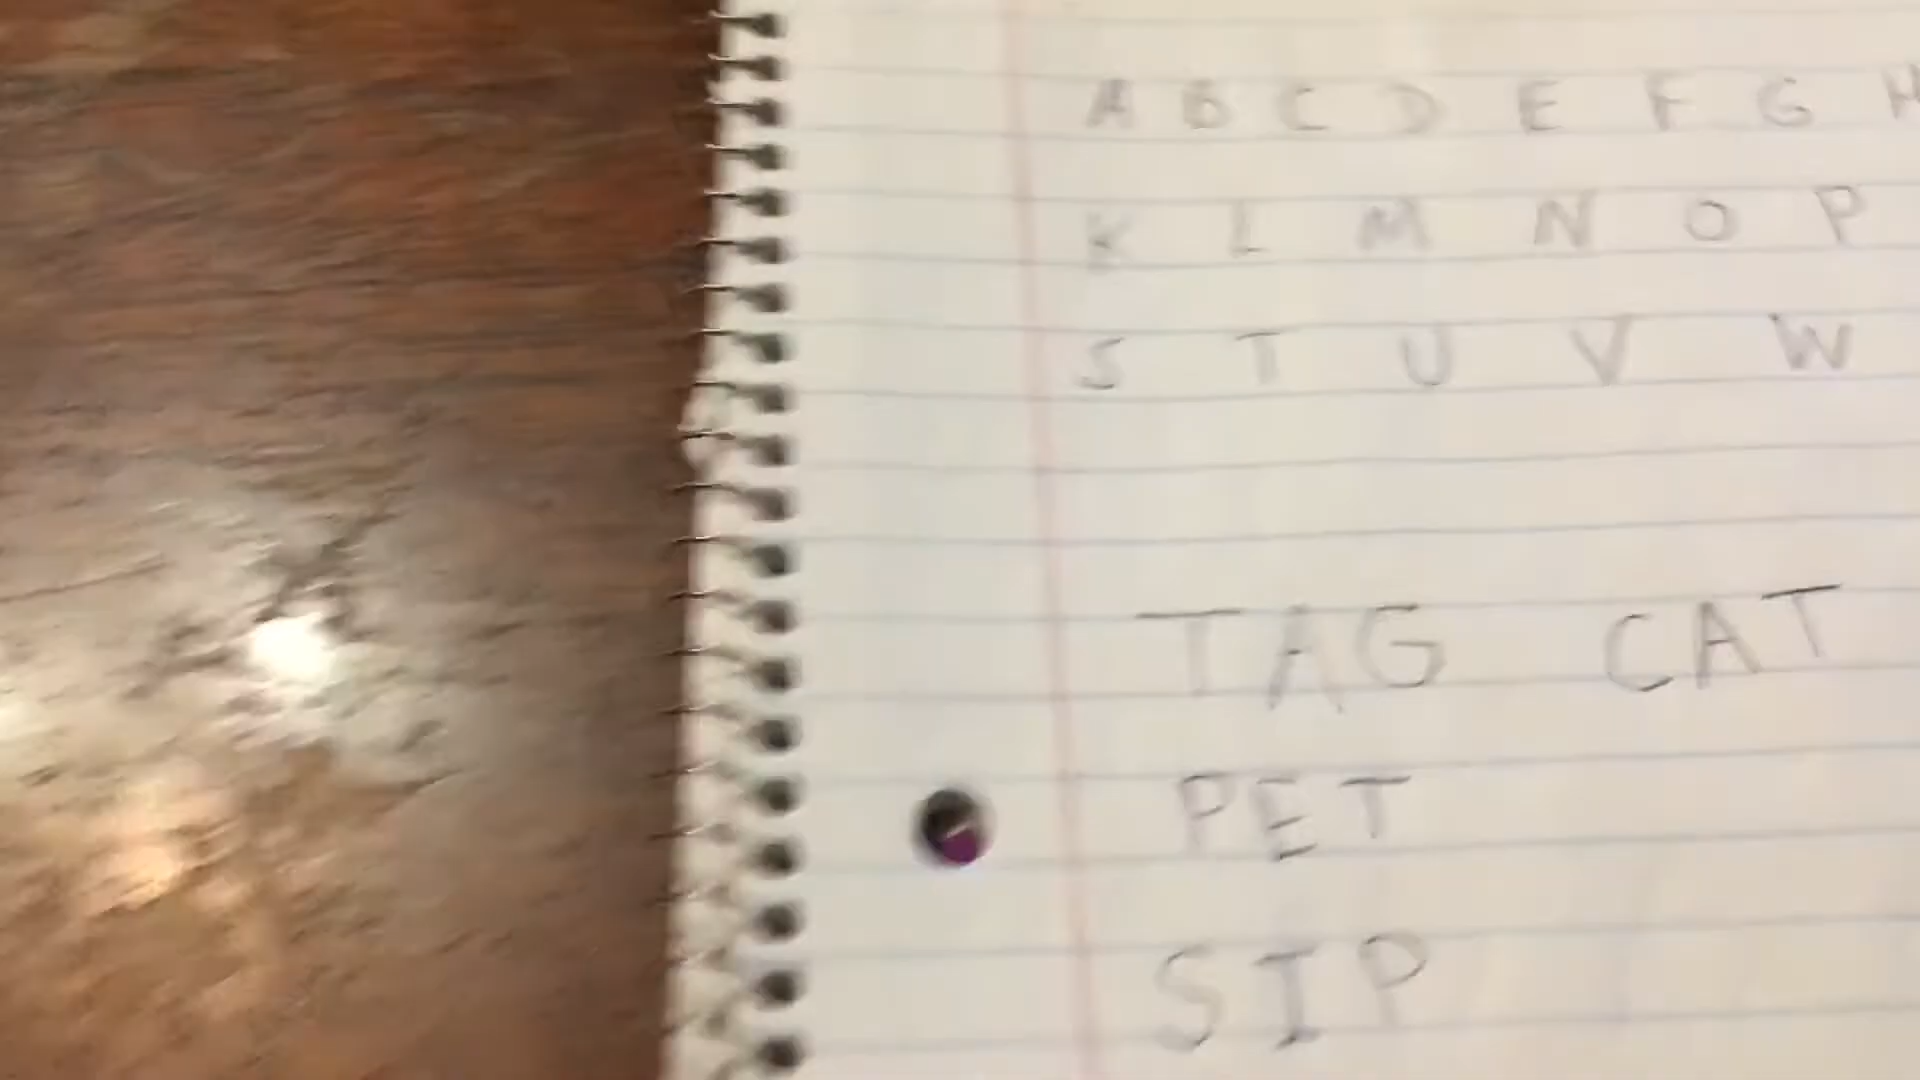 A B C D E F G H
K L M N O P
S T U V W
TAG CAT
PET
SIP